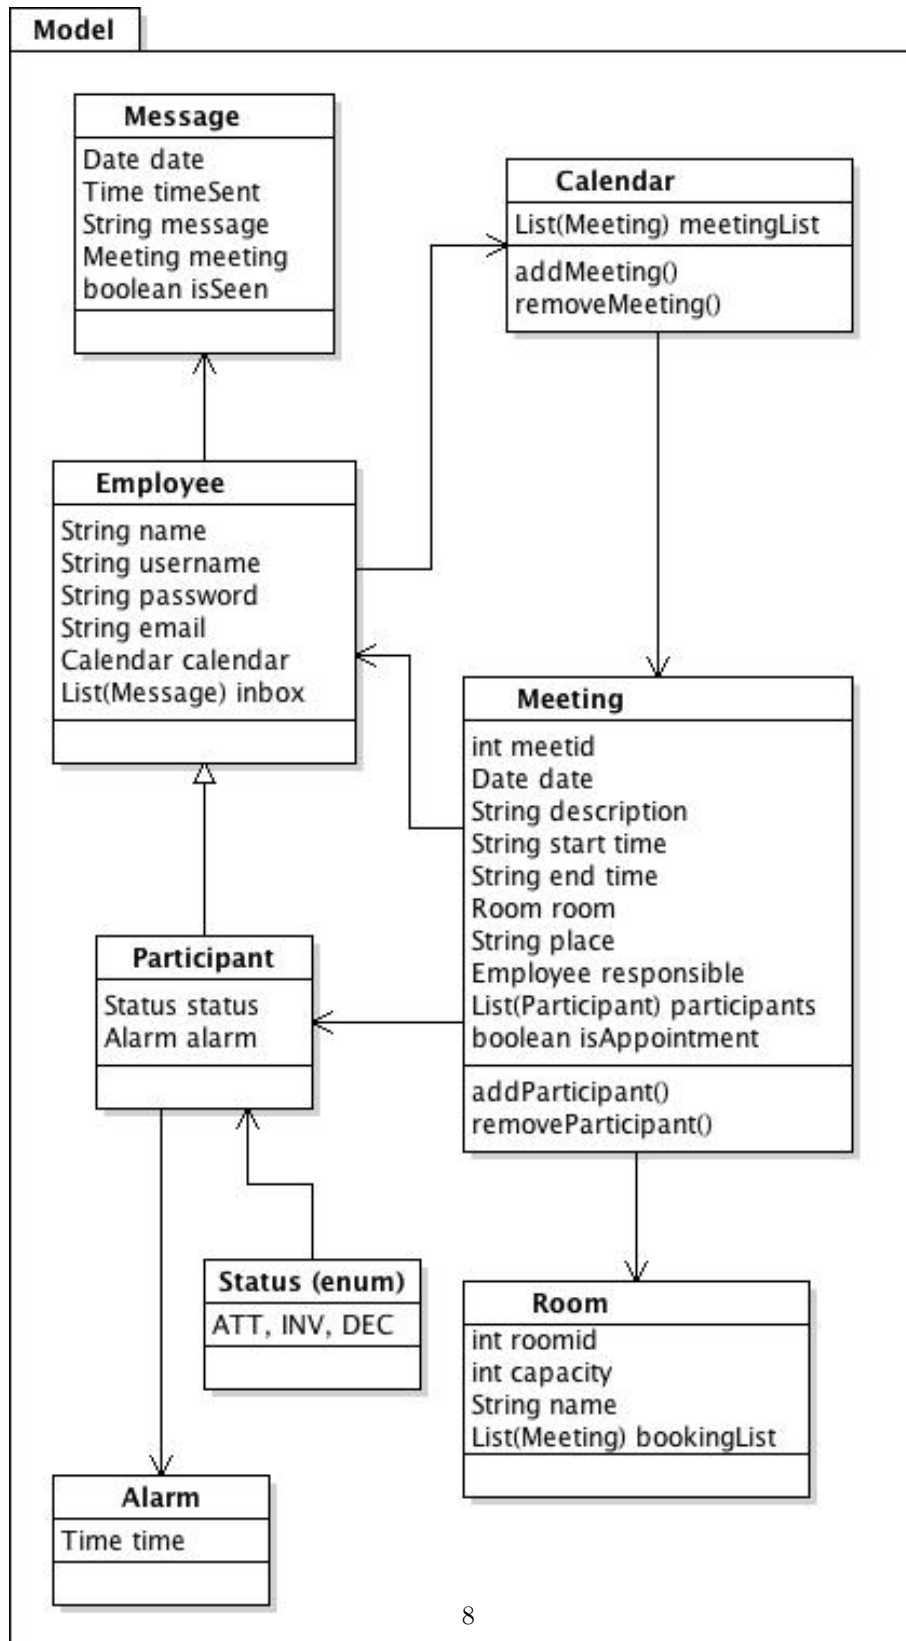 Model
Message
Date date
Time timeSent
String message
Meeting meeting
boolean isSeen
Calendar
List(Meeting) meetingList
addMeeting()
removeMeeting()
Employee
String name
String username
String password
String email
Calendar calendar
List(Message) inbox
Meeting
int meetid
Date date
String description
String start time
String end time
Room room
String place
Employee responsible
List(Participant) participants
boolean isAppointment
addParticipant()
removeParticipant()
Participant
Status status
Alarm alarm
Status (enum)
ATT, INV, DEC
Room
int roomid
int capacity
String name
List(Meeting) bookingList
Alarm
Time time
8